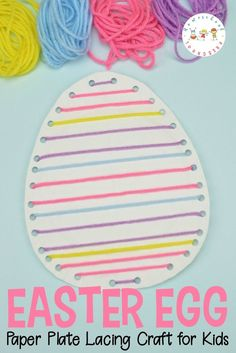 EASTER EGG
Paper Plate Lacing Craft for Kids